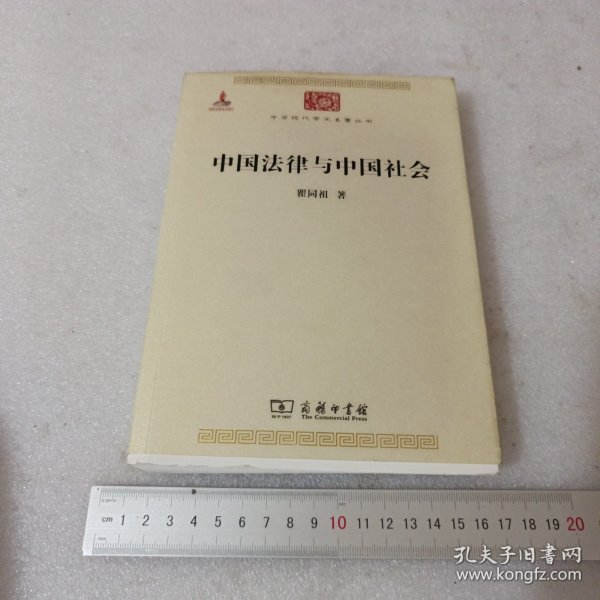 中华现代学术名著丛书
中国法律与中国社会
瞿同祖 著
商务印书馆
The Commercial Press
cm 1 2 3 4 5 6 7 8 9 10 11 12 13 14 15 16 17 18 19 20
孔夫子旧书网
www.kongfz.com